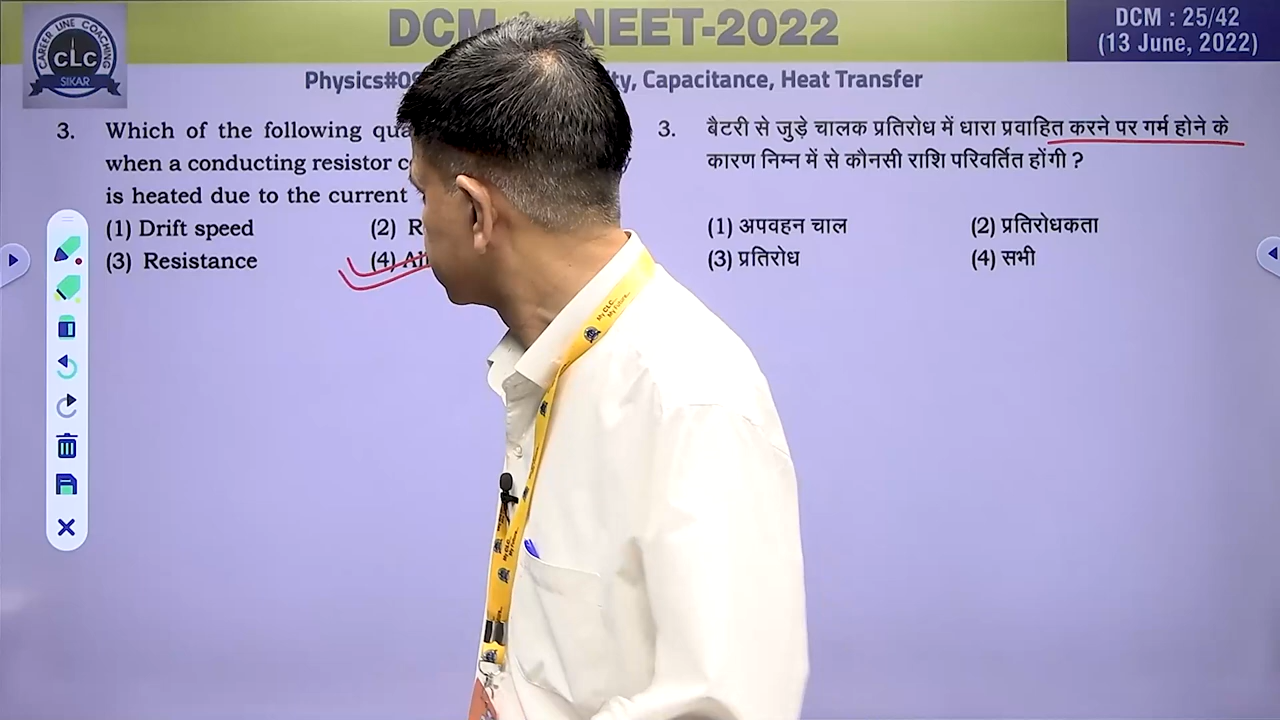 CAREER LINE COACHING
CLC
SIKAR
DCM NEET-2022
DCM : 25/42
(13 June, 2022)
Physics#0 Capacitance, Heat Transfer
3. Which of the following
when a conducting resistor
is heated due to the current
(1) Drift speed (2)
(3) Resistance (4)
3. बैटरी से जुड़े चालक प्रतिरोध में धारा प्रवाहित करने पर गर्म होने के
कारण निम्न में से कौनसी राशि परिवर्तित होंगी ?
(1) अपवहन चाल (2) प्रतिरोधकता
(3) प्रतिरोध (4) सभी